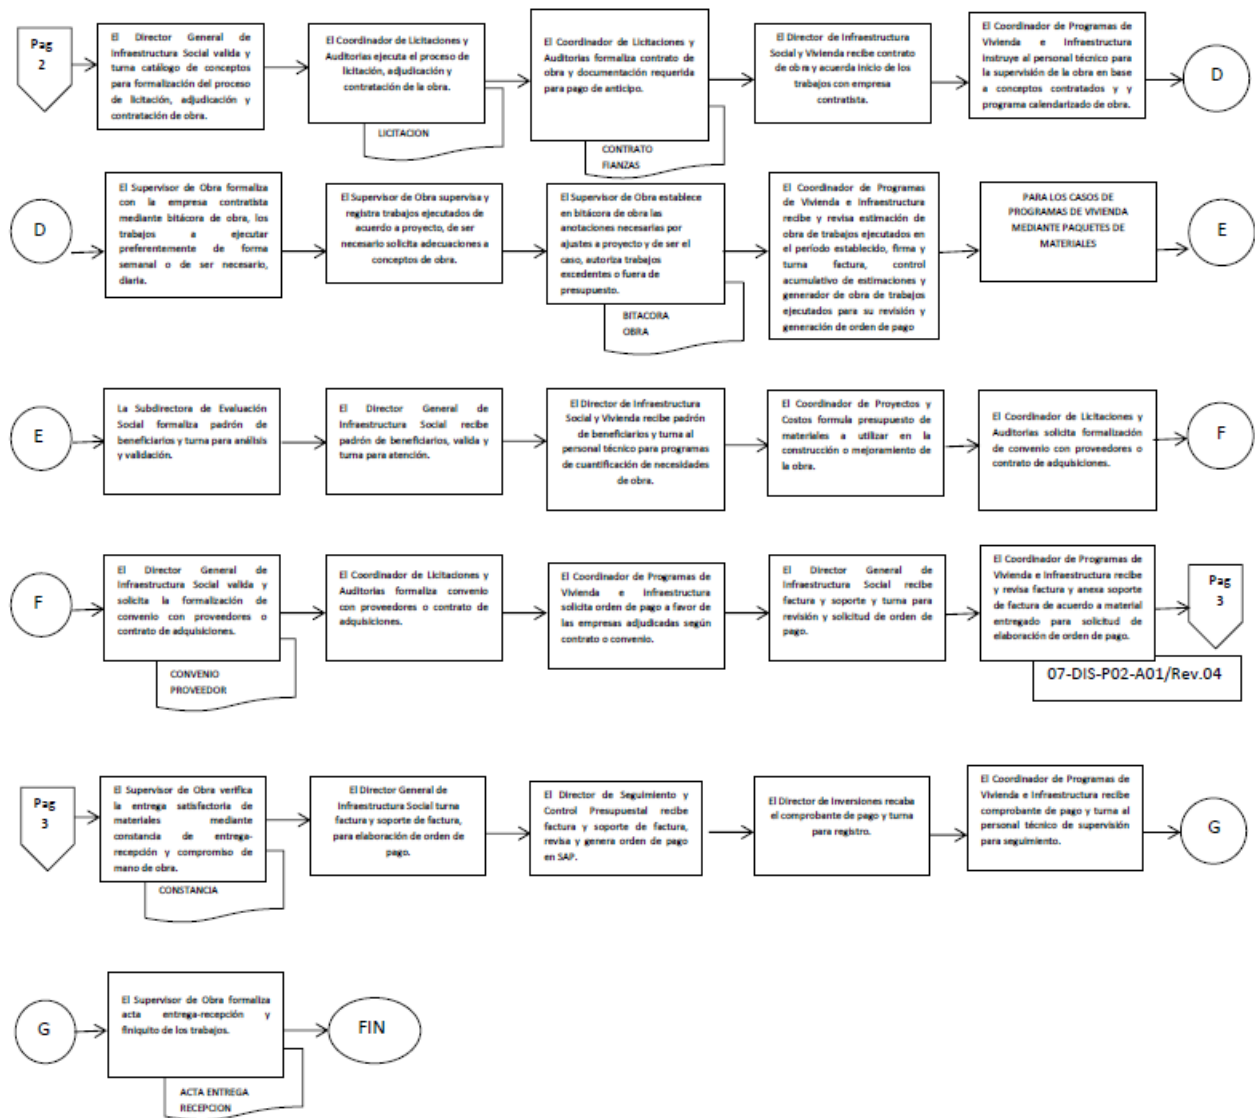 Pag
2
El Director General de
Infraestructura Social valida y
turna catálogo de conceptos
para formalización del proceso
de licitación, adjudicación y
contratación de obra.
El Coordinador de Licitaciones y
Auditorias ejecuta el proceso de
licitación, adjudicación y
contratación de la obra.
LICITACION
El Coordinador de Licitaciones y
Auditorias formaliza contrato de
obra y documentación requerida
para pago de anticipo.
CONTRATO
FIANZAS
El Director de Infraestructura
Social y Vivienda recibe contrato
de obra y acuerda inicio de los
trabajos con empresa
contratista.
El Coordinador de Programas de
Vivienda e Infraestructura
instruye al personal técnico para
la supervisión de la obra en base
a conceptos contratados y y
programa calendarizado de obra.
D
D
El Supervisor de Obra formaliza
con la empresa contratista
mediante bitácora de obra, los
trabajos a ejecutar
preferentemente de forma
semanal o de ser necesario,
diaria.
El Supervisor de Obra supervisa y
registra trabajos ejecutados de
acuerdo a proyecto, de ser
necesario solicita adecuaciones a
conceptos de obra.
El Supervisor de Obra establece
en bitácora de obra las
anotaciones necesarias por
ajustes a proyecto y de ser el
caso, autoriza trabajos
excedentes o fuera de
presupuesto.
BITACORA
OBRA
El Coordinador de Programas
de Vivienda e Infraestructura
recibe y revisa estimación de
obra de trabajos ejecutados en
el período establecido, firma y
turna factura, control
acumulativo de estimaciones y
generador de obra de trabajos
ejecutados para su revisión y
generación de orden de pago
PARA LOS CASOS DE
PROGRAMAS DE VIVIENDA
MEDIANTE PAQUETES DE
MATERIALES
E
E
La Subdirectora de Evaluación
Social formaliza padrón de
beneficiarios y turna para análisis
y validación.
El Director General de
Infraestructura Social recibe
padrón de beneficiarios, valida y
turna para atención.
El Director de Infraestructura
Social y Vivienda recibe padrón
de beneficiarios y turna al
personal técnico para programas
de cuantificación de necesidades
de obra.
El Coordinador de Proyectos y
Costos formula presupuesto de
materiales a utilizar en la
construcción o mejoramiento de
la obra.
El Coordinador de Licitaciones y
Auditorias solicita formalización
de convenio con proveedores o
contrato de adquisiciones.
F
F
El Director General de
Infraestructura Social valida y
solicita la formalización de
convenio con proveedores o
contrato de adquisiciones.
CONVENIO
PROVEEDOR
El Coordinador de Licitaciones y
Auditorias formaliza convenio
con proveedores o contrato de
adquisiciones.
El Coordinador de Programas de
Vivienda e Infraestructura
solicita orden de pago a favor de
las empresas adjudicadas según
contrato o convenio.
El Director General de
Infraestructura Social recibe
factura y soporte y turna para
revisión y solicitud de orden de
pago.
El Coordinador de Programas de
Vivienda e Infraestructura recibe
y revisa factura y anexa soporte
de factura de acuerdo a material
entregado para solicitud de
elaboración de orden de pago.
Pag
3
07-DIS-P02-A01/Rev.04
Pag
3
El Supervisor de Obra verifica
la entrega satisfactoria de
materiales mediante
constancia de entrega-
recepción y compromiso de
mano de obra.
CONSTANCIA
El Director General de
Infraestructura Social turna
factura y soporte de factura,
para elaboración de orden de
pago.
El Director de Seguimiento y
Control Presupuestal recibe
factura y soporte de factura,
revisa y genera orden de pago
en SAP.
El Director de Inversiones recaba
el comprobante de pago y turna
para registro.
El Coordinador de Programas de
Vivienda e Infraestructura recibe
comprobante de pago y turna al
personal técnico de supervisión
para seguimiento.
G
G
El Supervisor de Obra formaliza
acta entrega-recepción y
finiquito de los trabajos.
ACTA ENTREGA
RECEPCION
FIN